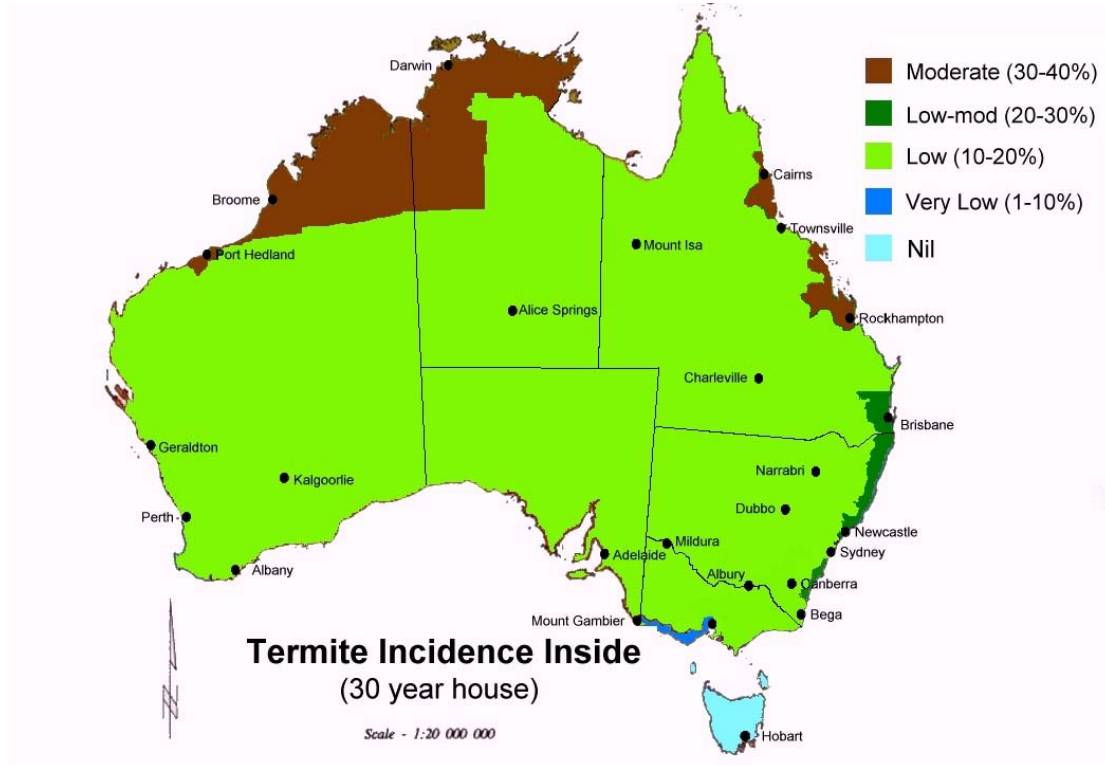 Darwin
Moderate (30-40%)
Low-mod (20-30%)
Low (10-20%)
Very Low (1-10%)
Nil
Cairns
Broome
Townsville
Mount Isa
Port Hedland
Alice Springs
Rockhampton
Charleville
Brisbane
Geraldton
Narrabri
Kalgoorlie
Dubbo
Perth
Newcastle
Mildura
Sydney
Adelaide
Albany
Albury
Canberra
Bega
Mount Gambier
Termite Incidence Inside
(30 year house)
Scale - 1:20 000 000
Hobart